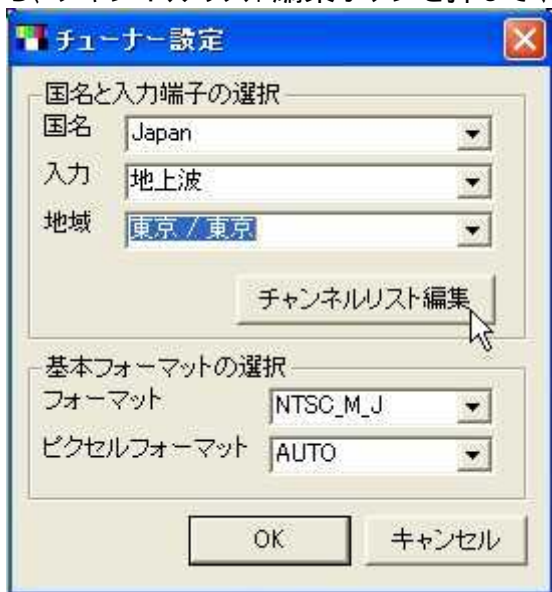 チューナー設定
国名と入力端子の選択
国名 Japan
入力 地上波
地域 東京 / 東京
チャンネルリスト編集
基本フォーマットの選択
フォーマット NTSC_M_J
ピクセルフォーマット AUTO
OK キャンセル